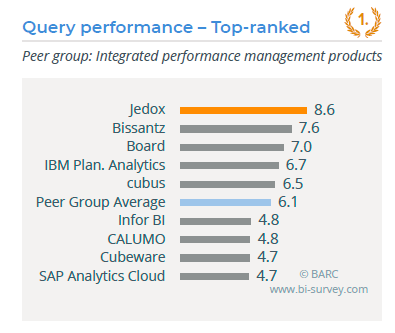 Query performance – Top-ranked
1.
Peer group: Integrated performance management products
Jedox 8.6
Bissantz 7.6
Board 7.0
IBM Plan. Analytics 6.7
cubus 6.5
Peer Group Average 6.1
Infor BI 4.8
CALUMO 4.8
Cubeware 4.7
SAP Analytics Cloud 4.7
© BARC
www.bi-survey.com